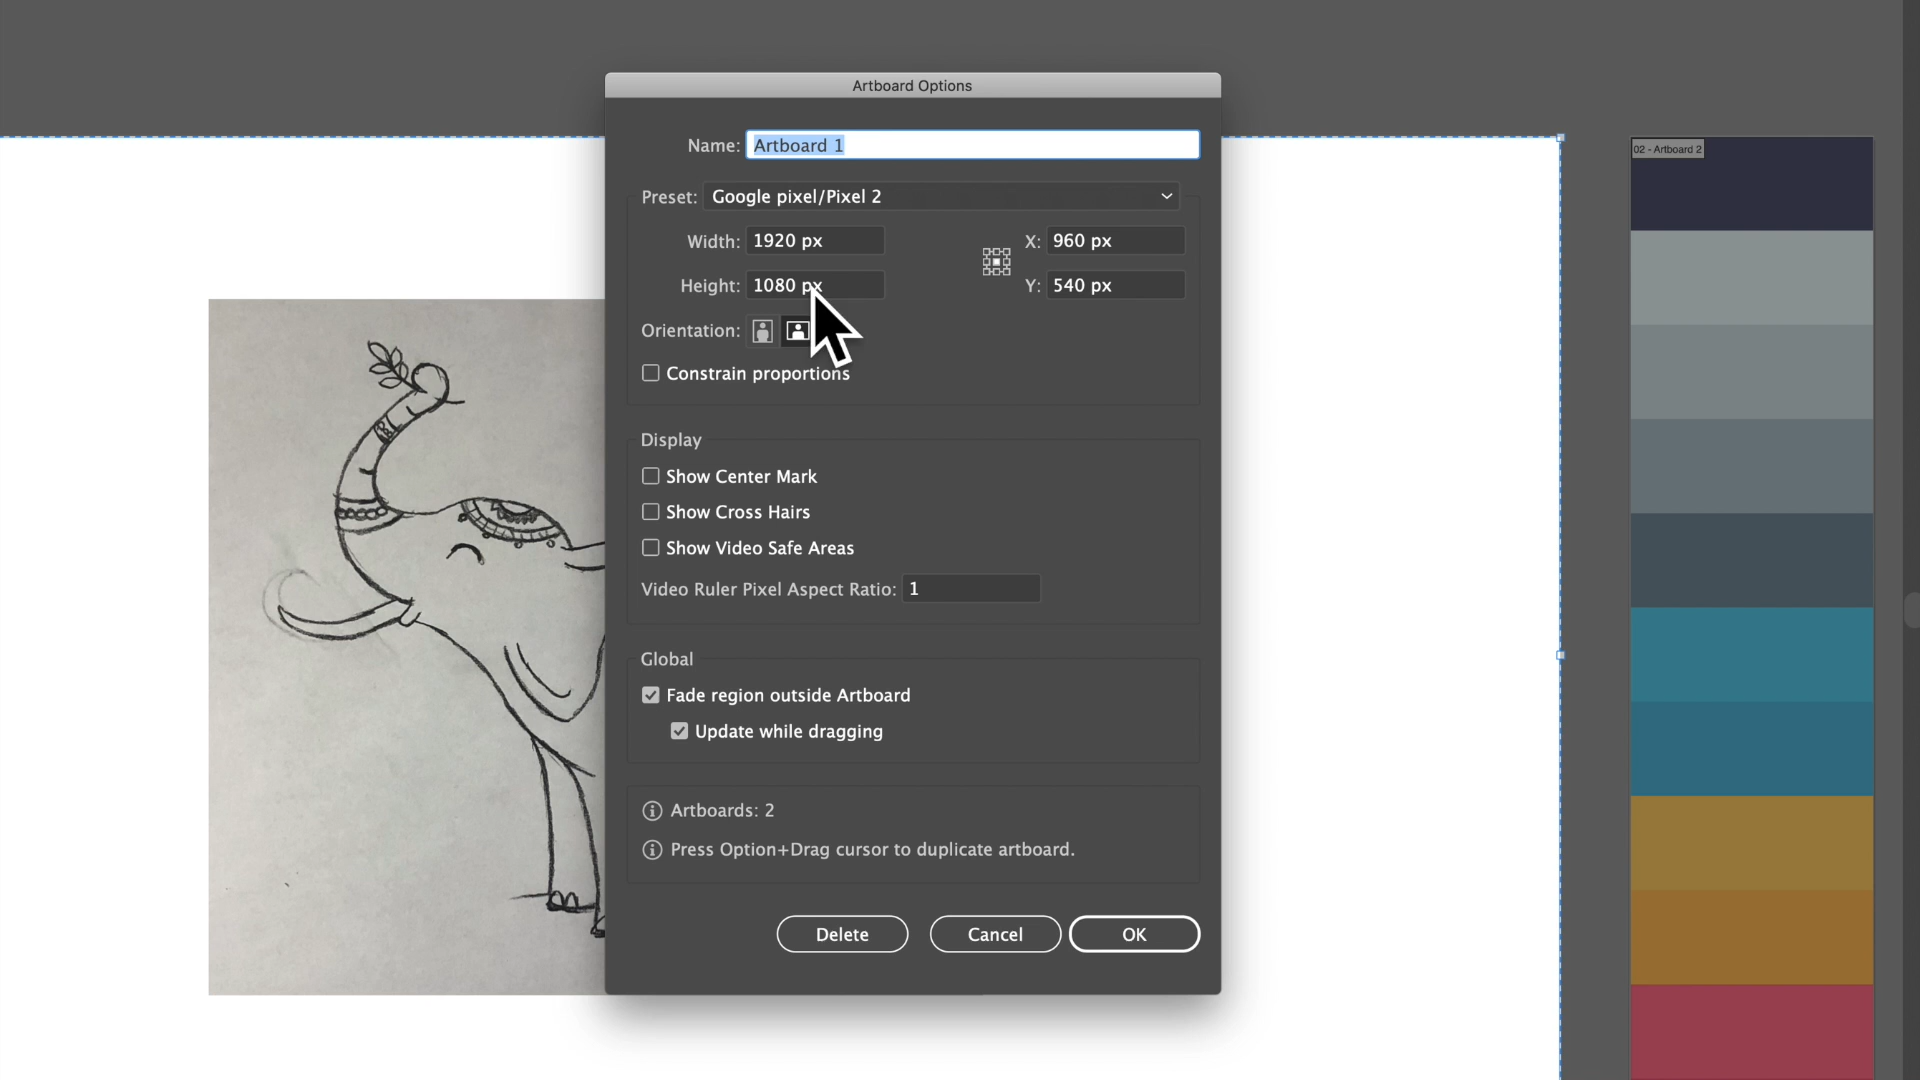 Artboard Options
Name: Artboard 1
02 - Artboard 2
Preset: Google pixel/Pixel 2
Width: 1920 px X: 960 px
Height: 1080 px Y: 540 px
Orientation:
Constrain proportions
Display
Show Center Mark
Show Cross Hairs
Show Video Safe Areas
Video Ruler Pixel Aspect Ratio: 1
Global
Fade region outside Artboard
Update while dragging
Artboards: 2
Press Option+Drag cursor to duplicate artboard.
Delete Cancel OK